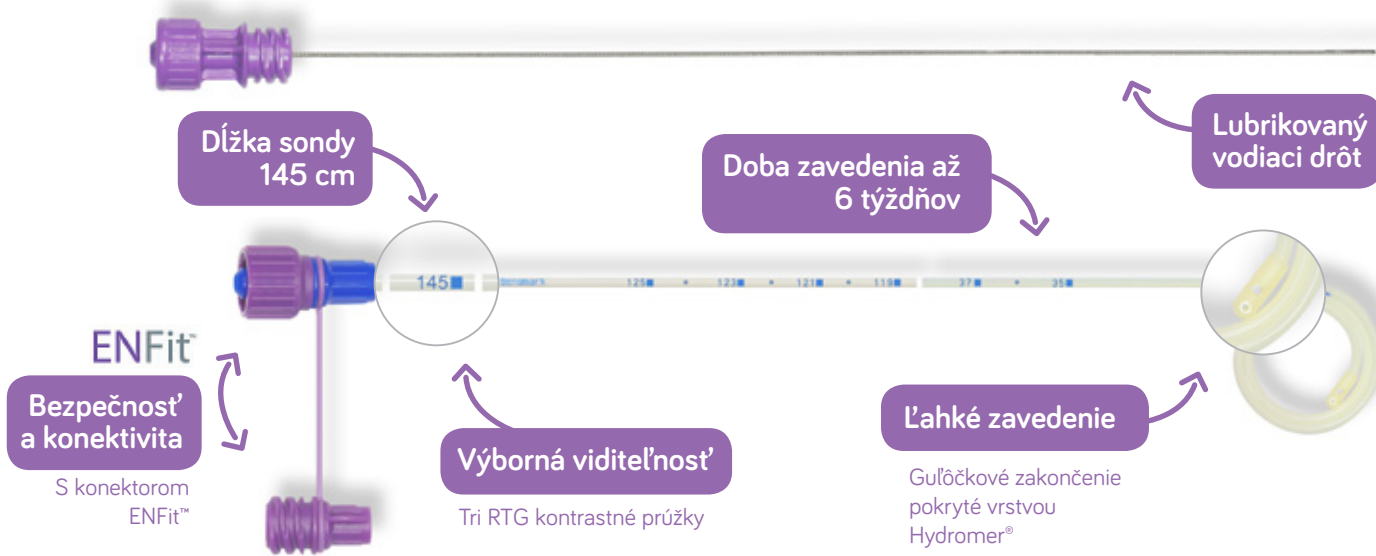 Dĺžka sondy
145 cm
Doba zavedenia až
6 týždňov
Lubrikovaný
vodiaci drôt
145
Denmark
125
123
121
119
37
35
ENFit™
Bezpečnosť
a konektivita
S konektorom
ENFit™
Výborná viditeľnosť
Tri RTG kontrastné prúžky
Ľahké zavedenie
Guľôčkové zakončenie
pokryté vrstvou
Hydromer®